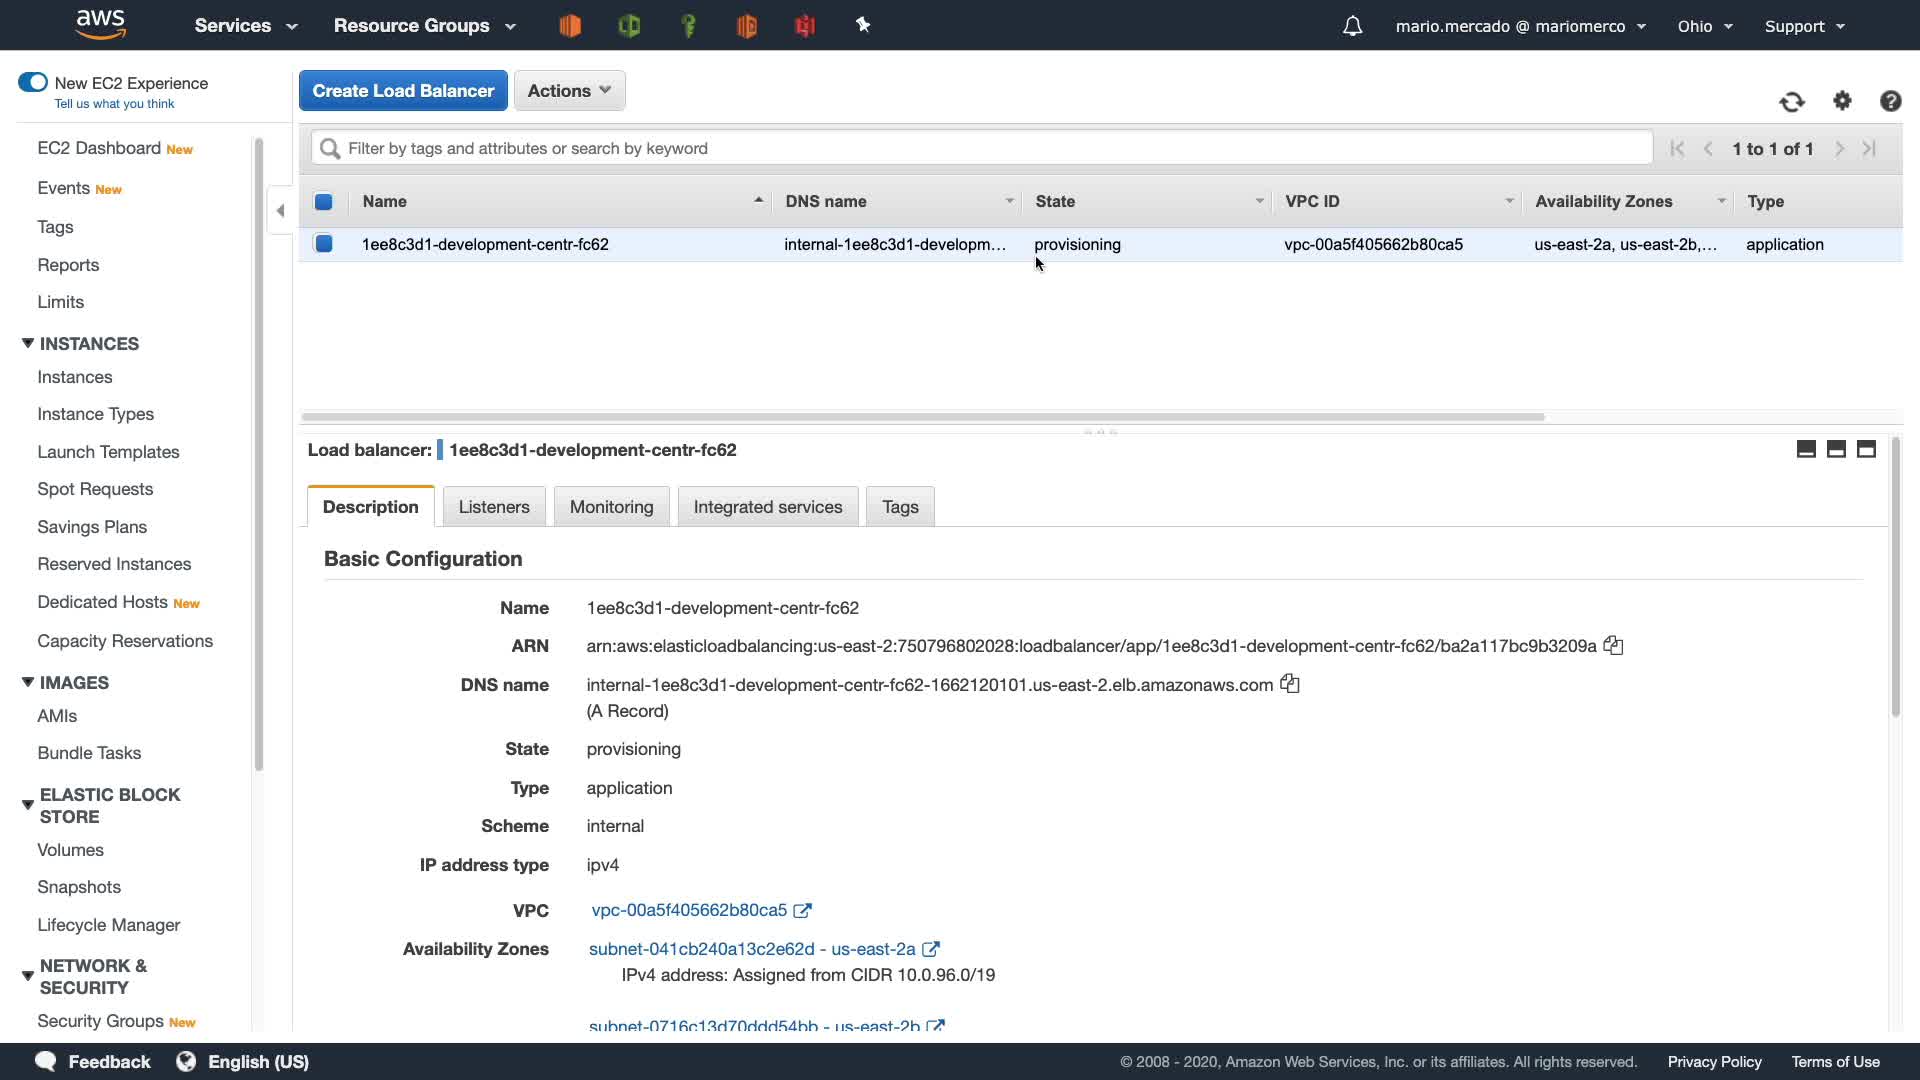 aws Services Resource Groups mario.mercado @ mariomerco Ohio Support
New EC2 Experience
Tell us what you think
Create Load Balancer Actions
Filter by tags and attributes or search by keyword 1 to 1 of 1
Name DNS name State VPC ID Availability Zones Type
1ee8c3d1-development-centr-fc62 internal-1ee8c3d1-developm... provisioning vpc-00a5f405662b80ca5 us-east-2a, us-east-2b,... application
EC2 Dashboard New
Events New
Tags
Reports
Limits
INSTANCES
Instances
Instance Types
Launch Templates
Spot Requests
Savings Plans
Reserved Instances
Dedicated Hosts New
Capacity Reservations
IMAGES
AMIs
Bundle Tasks
ELASTIC BLOCK
STORE
Volumes
Snapshots
Lifecycle Manager
NETWORK &
SECURITY
Security Groups New
Load balancer: 1ee8c3d1-development-centr-fc62
Description Listeners Monitoring Integrated services Tags
Basic Configuration
Name 1ee8c3d1-development-centr-fc62
ARN arn:aws:elasticloadbalancing:us-east-2:750796802028:loadbalancer/app/1ee8c3d1-development-centr-fc62/ba2a117bc9b3209a
DNS name internal-1ee8c3d1-development-centr-fc62-1662120101.us-east-2.elb.amazonaws.com
(A Record)
State provisioning
Type application
Scheme internal
IP address type ipv4
VPC vpc-00a5f405662b80ca5
Availability Zones subnet-041cb240a13c2e62d - us-east-2a
IPv4 address: Assigned from CIDR 10.0.96.0/19
subnet-0716c13d70ddd54bb - us-east-2b
Feedback English (US) © 2008 - 2020, Amazon Web Services, Inc. or its affiliates. All rights reserved. Privacy Policy Terms of Use